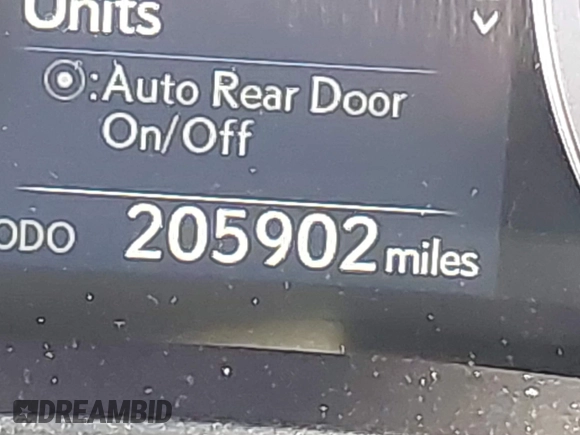 Units
:Auto Rear Door
On/Off
ODO 205902 miles
DREAMBID